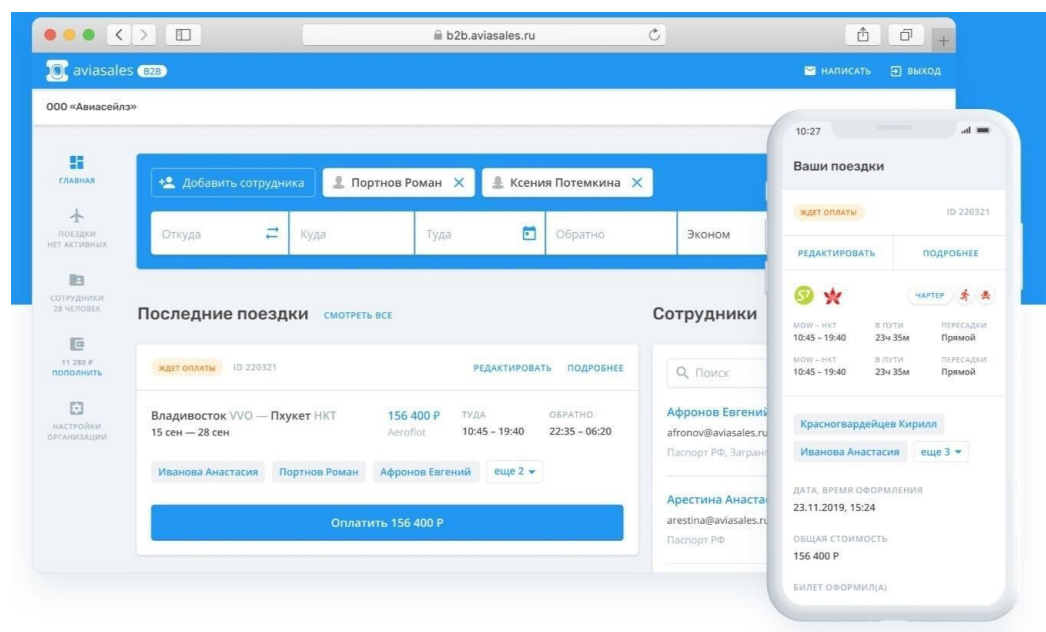 b2b.aviasales.ru
aviasales B2B
НАПИСАТЬ ВЫХОД
ООО «Авиасейлз»
ГЛАВНАЯ
ПОЕЗДКИ
НЕТ АКТИВНЫХ
СОТРУДНИКИ
28 ЧЕЛОВЕК
11 280 ₽
ПОПОЛНИТЬ
НАСТРОЙКИ
ОРГАНИЗАЦИИ
Добавить сотрудника Портнов Роман Ксения Потемкина
Откуда Куда Туда Обратно Эконом
Последние поездки СМОТРЕТЬ ВСЕ
ЖДЕТ ОПЛАТЫ ID 220321 РЕДАКТИРОВАТЬ ПОДРОБНЕЕ
Владивосток VVO — Пхукет НКТ 156 400 ₽ ТУДА ОБРАТНО
15 сен — 28 сен Aeroflot 10:45 – 19:40 22:35 – 06:20
Иванова Анастасия Портнов Роман Афронов Евгений еще 2
Оплатить 156 400 Р
Сотрудники
Поиск
Афронов Евгений
afronov@aviasales.ru
Паспорт РФ, Загран
Арестина Анаста
arestina@aviasales.ru
Паспорт РФ
10:27
Ваши поездки
ЖДЕТ ОПЛАТЫ ID 220321
РЕДАКТИРОВАТЬ ПОДРОБНЕЕ
S7 ЧАРТЕР
MOW – НКТ В ПУТИ ПЕРЕСАДКИ
10:45 – 19:40 23ч 35м Прямой
MOW – НКТ В ПУТИ ПЕРЕСАДКИ
10:45 – 19:40 23ч 35м Прямой
Красногвардейцев Кирилл
Иванова Анастасия еще 3
ДАТА, ВРЕМЯ ОФОРМЛЕНИЯ
23.11.2019, 15:24
ОБЩАЯ СТОИМОСТЬ
156 400 Р
БИЛЕТ ОФОРМИЛ(А)